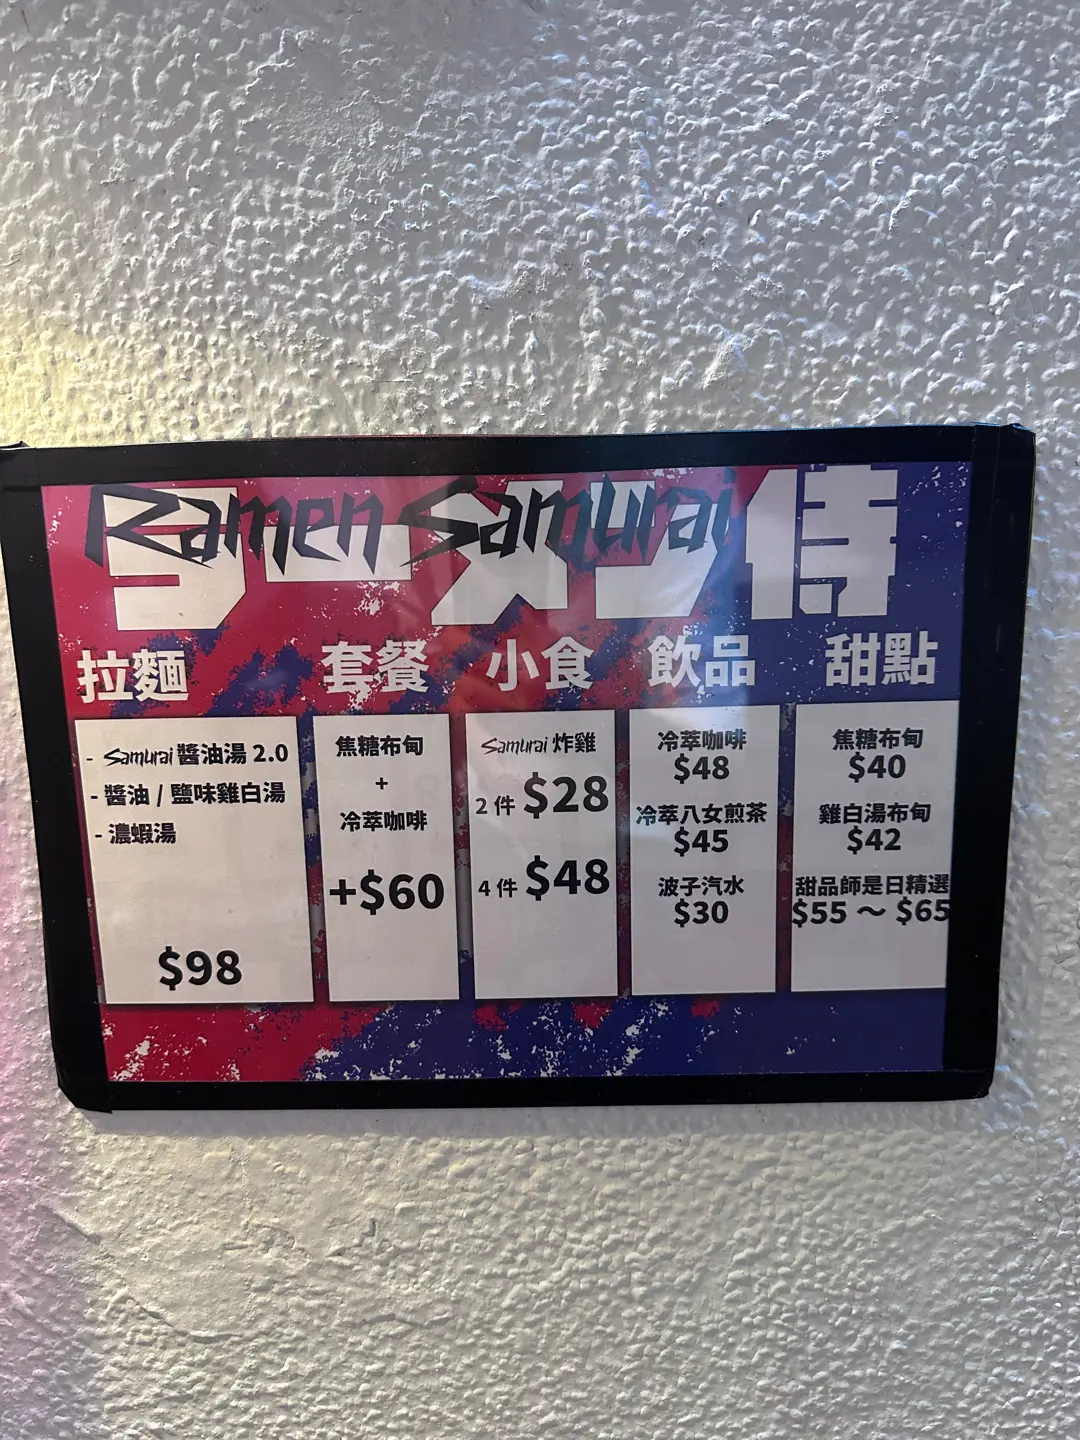 Ramen Samurai
ラーメン侍
拉麵
- Samurai 醬油湯 2.0
- 醬油 / 鹽味雞白湯
- 濃蝦湯
$98
套餐
焦糖布甸
+
冷萃咖啡
+$60
小食
Samurai 炸雞
2 件 $28
4 件 $48
飲品
冷萃咖啡
$48
冷萃八女煎茶
$45
波子汽水
$30
甜點
焦糖布甸
$40
雞白湯布甸
$42
甜品師是日精選
$55 ～ $65